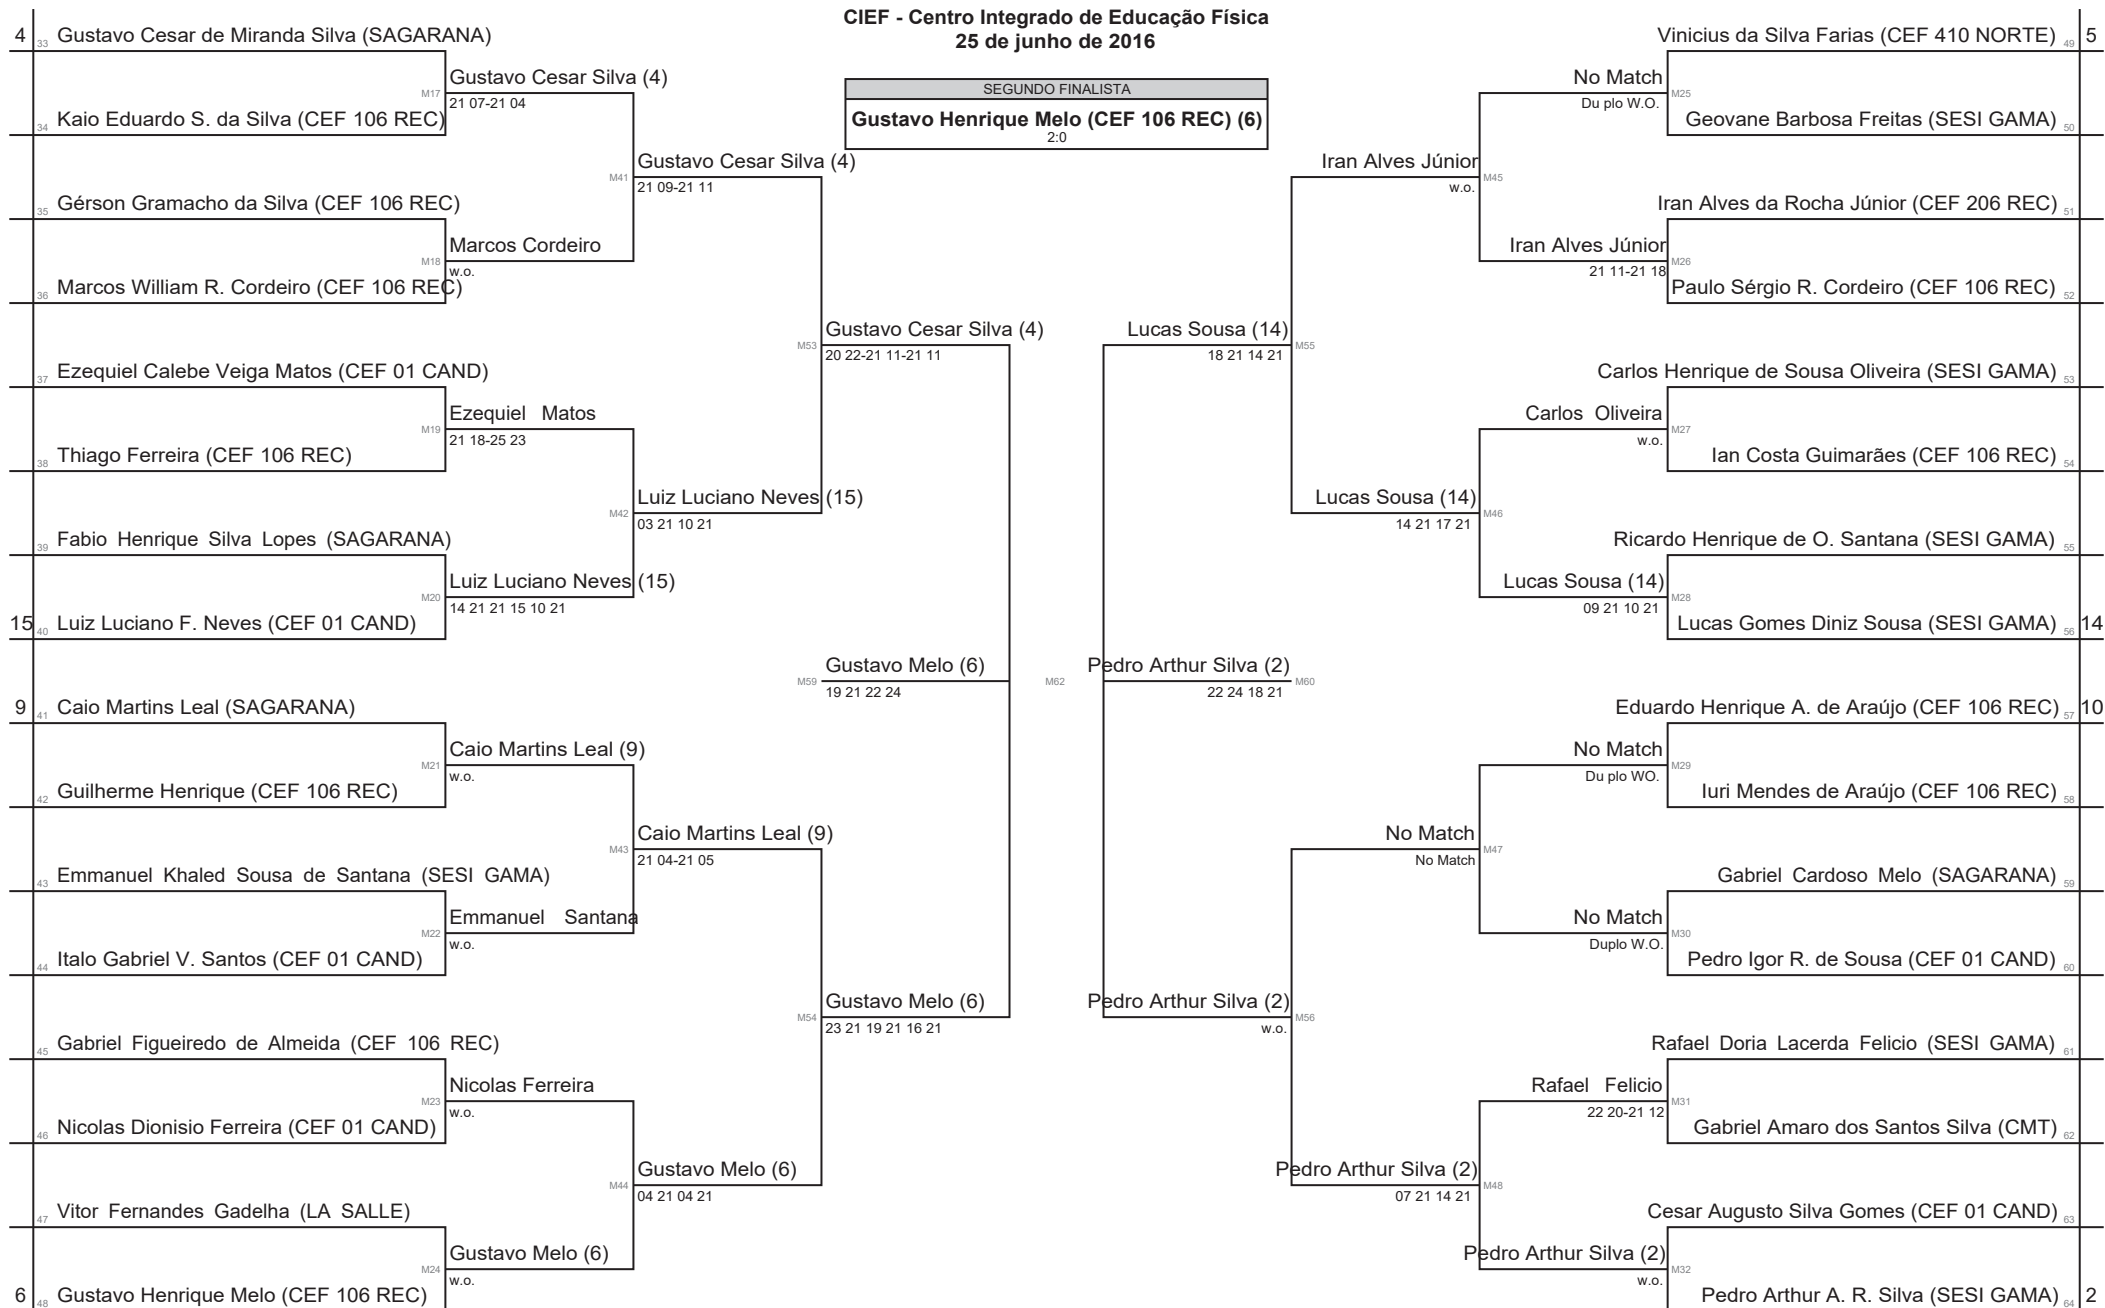 CIEF - Centro Integrado de Educação Física
25 de junho de 2016
SEGUNDO FINALISTA
Gustavo Henrique Melo (CEF 106 REC) (6)
2:0
4 33 Gustavo Cesar de Miranda Silva (SAGARANA)
M17 Gustavo Cesar Silva (4)
21 07-21 04
34 Kaio Eduardo S. da Silva (CEF 106 REC)
M41 Gustavo Cesar Silva (4)
21 09-21 11
35 Gérson Gramacho da Silva (CEF 106 REC)
M18 Marcos Cordeiro
w.o.
36 Marcos William R. Cordeiro (CEF 106 REC)
M53 Gustavo Cesar Silva (4)
20 22-21 11-21 11
37 Ezequiel Calebe Veiga Matos (CEF 01 CAND)
M19 Ezequiel Matos
21 18-25 23
38 Thiago Ferreira (CEF 106 REC)
M42 Luiz Luciano Neves (15)
03 21 10 21
39 Fabio Henrique Silva Lopes (SAGARANA)
M20 Luiz Luciano Neves (15)
14 21 21 15 10 21
15 40 Luiz Luciano F. Neves (CEF 01 CAND)
M59 Gustavo Melo (6)
19 21 22 24
M62
9 41 Caio Martins Leal (SAGARANA)
M21 Caio Martins Leal (9)
w.o.
42 Guilherme Henrique (CEF 106 REC)
M43 Caio Martins Leal (9)
21 04-21 05
43 Emmanuel Khaled Sousa de Santana (SESI GAMA)
M22 Emmanuel Santana
w.o.
44 Italo Gabriel V. Santos (CEF 01 CAND)
M54 Gustavo Melo (6)
23 21 19 21 16 21
45 Gabriel Figueiredo de Almeida (CEF 106 REC)
M23 Nicolas Ferreira
w.o.
46 Nicolas Dionisio Ferreira (CEF 01 CAND)
M44 Gustavo Melo (6)
04 21 04 21
47 Vitor Fernandes Gadelha (LA SALLE)
M24 Gustavo Melo (6)
w.o.
6 48 Gustavo Henrique Melo (CEF 106 REC)
Vinicius da Silva Farias (CEF 410 NORTE) 49 5
No Match M25
Du plo W.O.
Geovane Barbosa Freitas (SESI GAMA) 50
Iran Alves Júnior M45
w.o.
Iran Alves da Rocha Júnior (CEF 206 REC) 51
Iran Alves Júnior M26
21 11-21 18
Paulo Sérgio R. Cordeiro (CEF 106 REC) 52
Lucas Sousa (14) M55
18 21 14 21
Carlos Henrique de Sousa Oliveira (SESI GAMA) 53
Carlos Oliveira M27
w.o.
Ian Costa Guimarães (CEF 106 REC) 54
Lucas Sousa (14) M46
14 21 17 21
Ricardo Henrique de O. Santana (SESI GAMA) 55
Lucas Sousa (14) M28
09 21 10 21
Lucas Gomes Diniz Sousa (SESI GAMA) 56 14
Pedro Arthur Silva (2) M60
22 24 18 21
Eduardo Henrique A. de Araújo (CEF 106 REC) 57 10
No Match M29
Du plo WO.
Iuri Mendes de Araújo (CEF 106 REC) 58
No Match M47
No Match
Gabriel Cardoso Melo (SAGARANA) 59
No Match M30
Duplo W.O.
Pedro Igor R. de Sousa (CEF 01 CAND) 60
Pedro Arthur Silva (2) M56
w.o.
Rafael Doria Lacerda Felicio (SESI GAMA) 61
Rafael Felicio M31
22 20-21 12
Gabriel Amaro dos Santos Silva (CMT) 62
Pedro Arthur Silva (2) M48
07 21 14 21
Cesar Augusto Silva Gomes (CEF 01 CAND) 63
Pedro Arthur Silva (2) M32
w.o.
Pedro Arthur A. R. Silva (SESI GAMA) 64 2